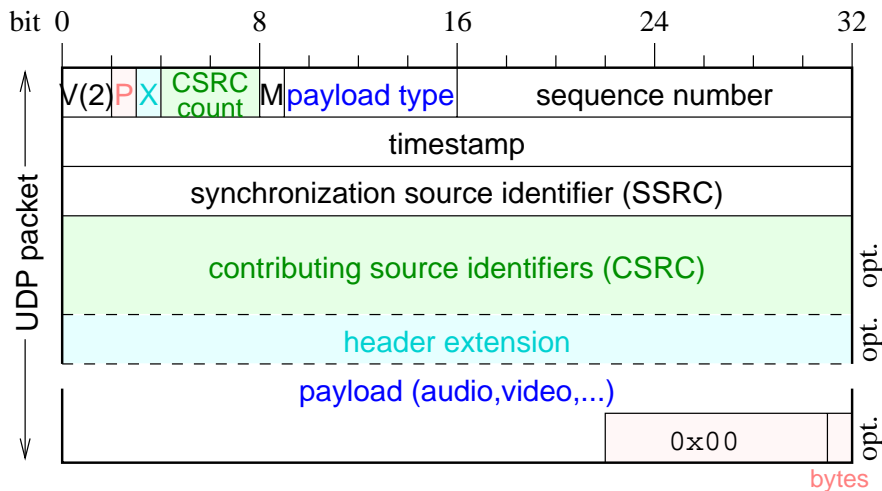 bit 0 8 16 24 32
V(2) P X CSRC count M payload type sequence number
timestamp
synchronization source identifier (SSRC)
contributing source identifiers (CSRC) opt.
header extension opt.
UDP packet
payload (audio,video,...)
0x00 opt.
bytes